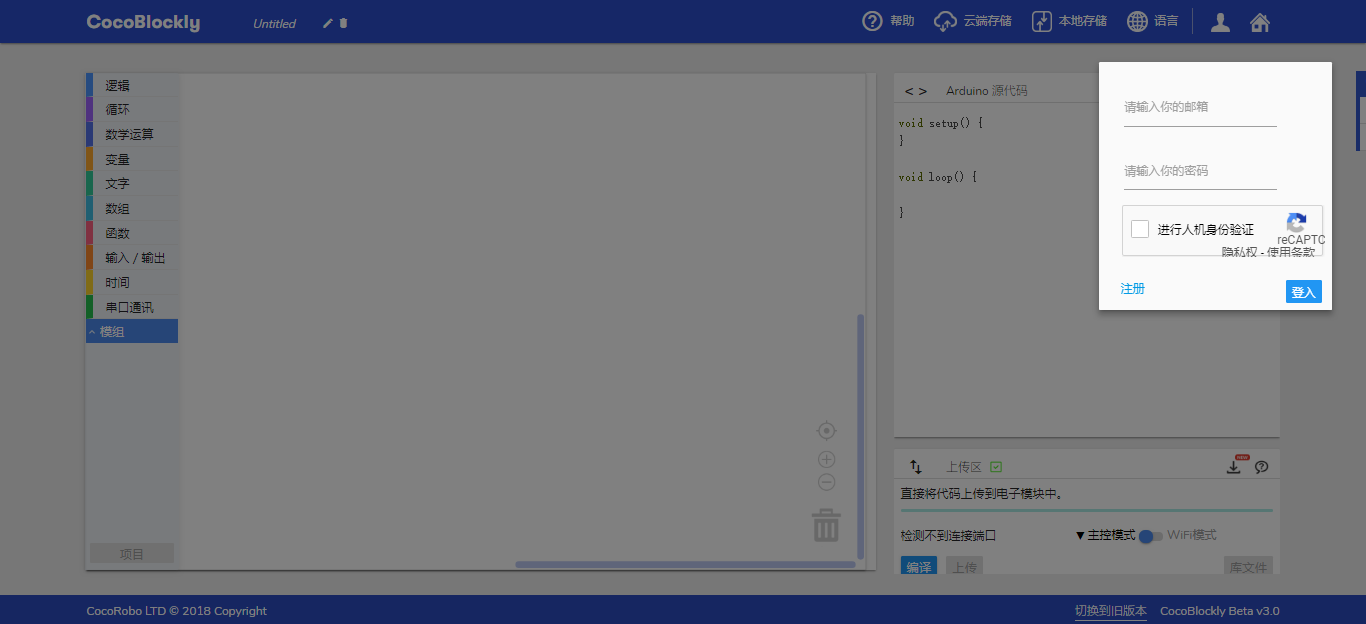 CocoBlockly
Untitled
帮助
云端存储
本地存储
语言
逻辑
循环
数学运算
变量
文字
数组
函数
输入 / 输出
时间
串口通讯
模组
项目
< > Arduino 源代码
void setup() {
}
void loop() {
}
请输入你的邮箱
请输入你的密码
进行人机身份验证
reCAPTC
隐私权 - 使用条款
注册
登入
上传区
NEW
直接将代码上传到电子模块中。
检测不到连接端口
▼主控模式
WiFi模式
编译
上传
库文件
CocoRobo LTD © 2018 Copyright
切换到旧版本
CocoBlockly Beta v3.0